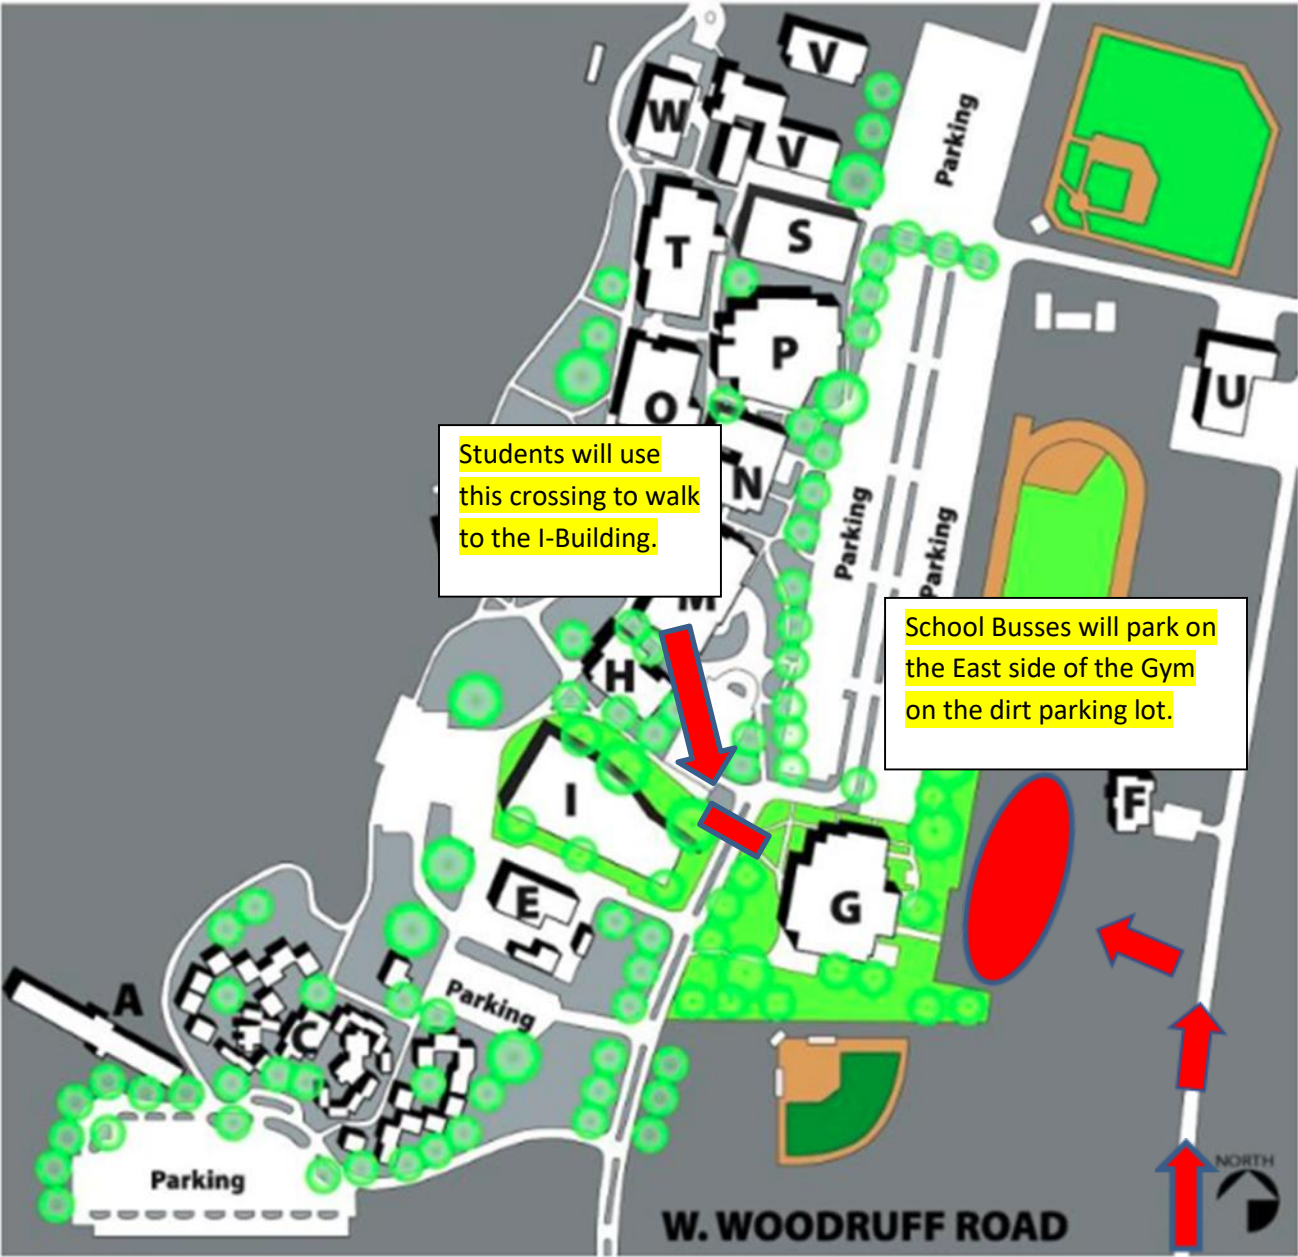 V
W
Parking
V
T
S
P
U
O
Students will use
this crossing to walk
to the I-Building.
N
Parking
Parking
M
School Busses will park on
the East side of the Gym
on the dirt parking lot.
H
I
F
E
G
A
Parking
C
Parking
NORTH
W. WOODRUFF ROAD